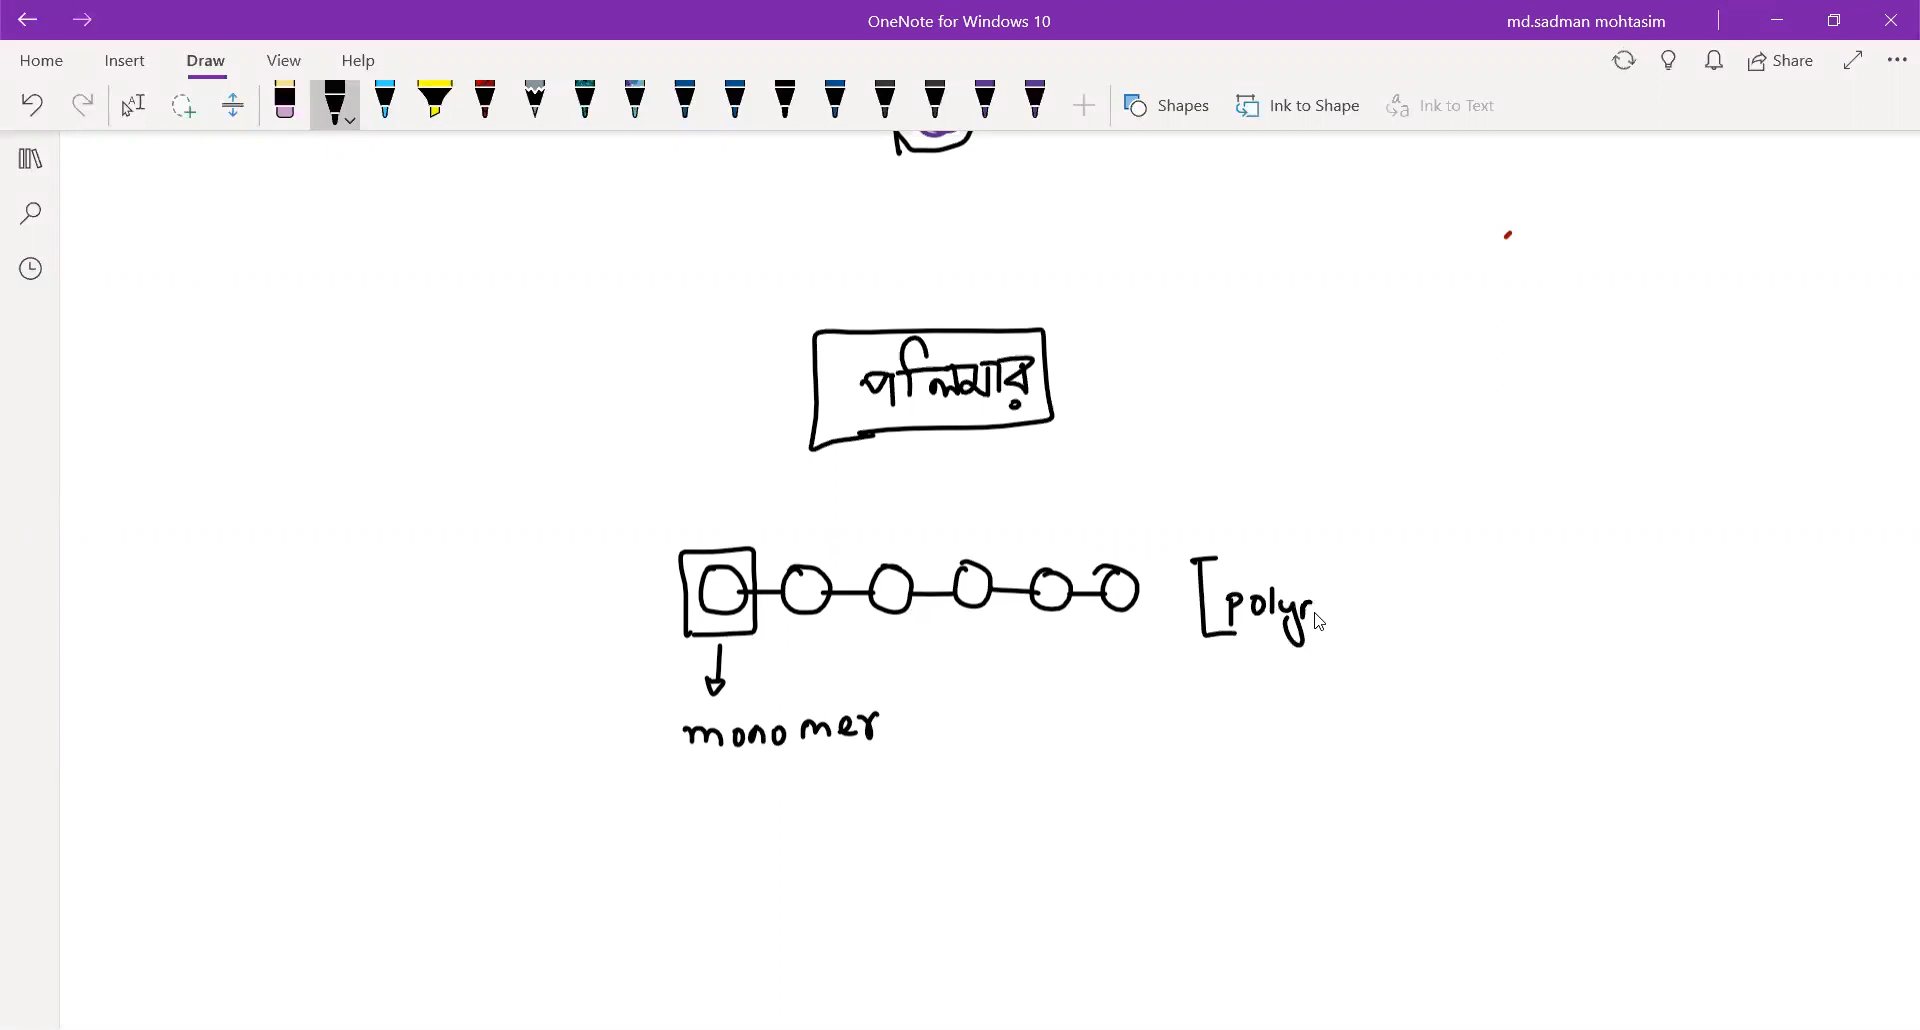 OneNote for Windows 10
md.sadman mohtasim
Home Insert Draw View Help
Share
Shapes Ink to Shape Ink to Text
পলিমার
[polyr
monomer